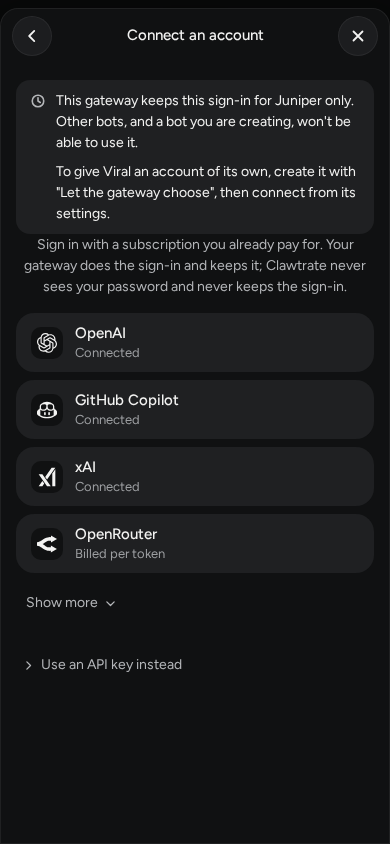 Connect an account
This gateway keeps this sign-in for Juniper only.
Other bots, and a bot you are creating, won't be
able to use it.
To give Viral an account of its own, create it with
"Let the gateway choose", then connect from its
settings.
Sign in with a subscription you already pay for. Your
gateway does the sign-in and keeps it; Clawtrate never
sees your password and never keeps the sign-in.
OpenAI
Connected
GitHub Copilot
Connected
xAI
Connected
OpenRouter
Billed per token
Show more
Use an API key instead